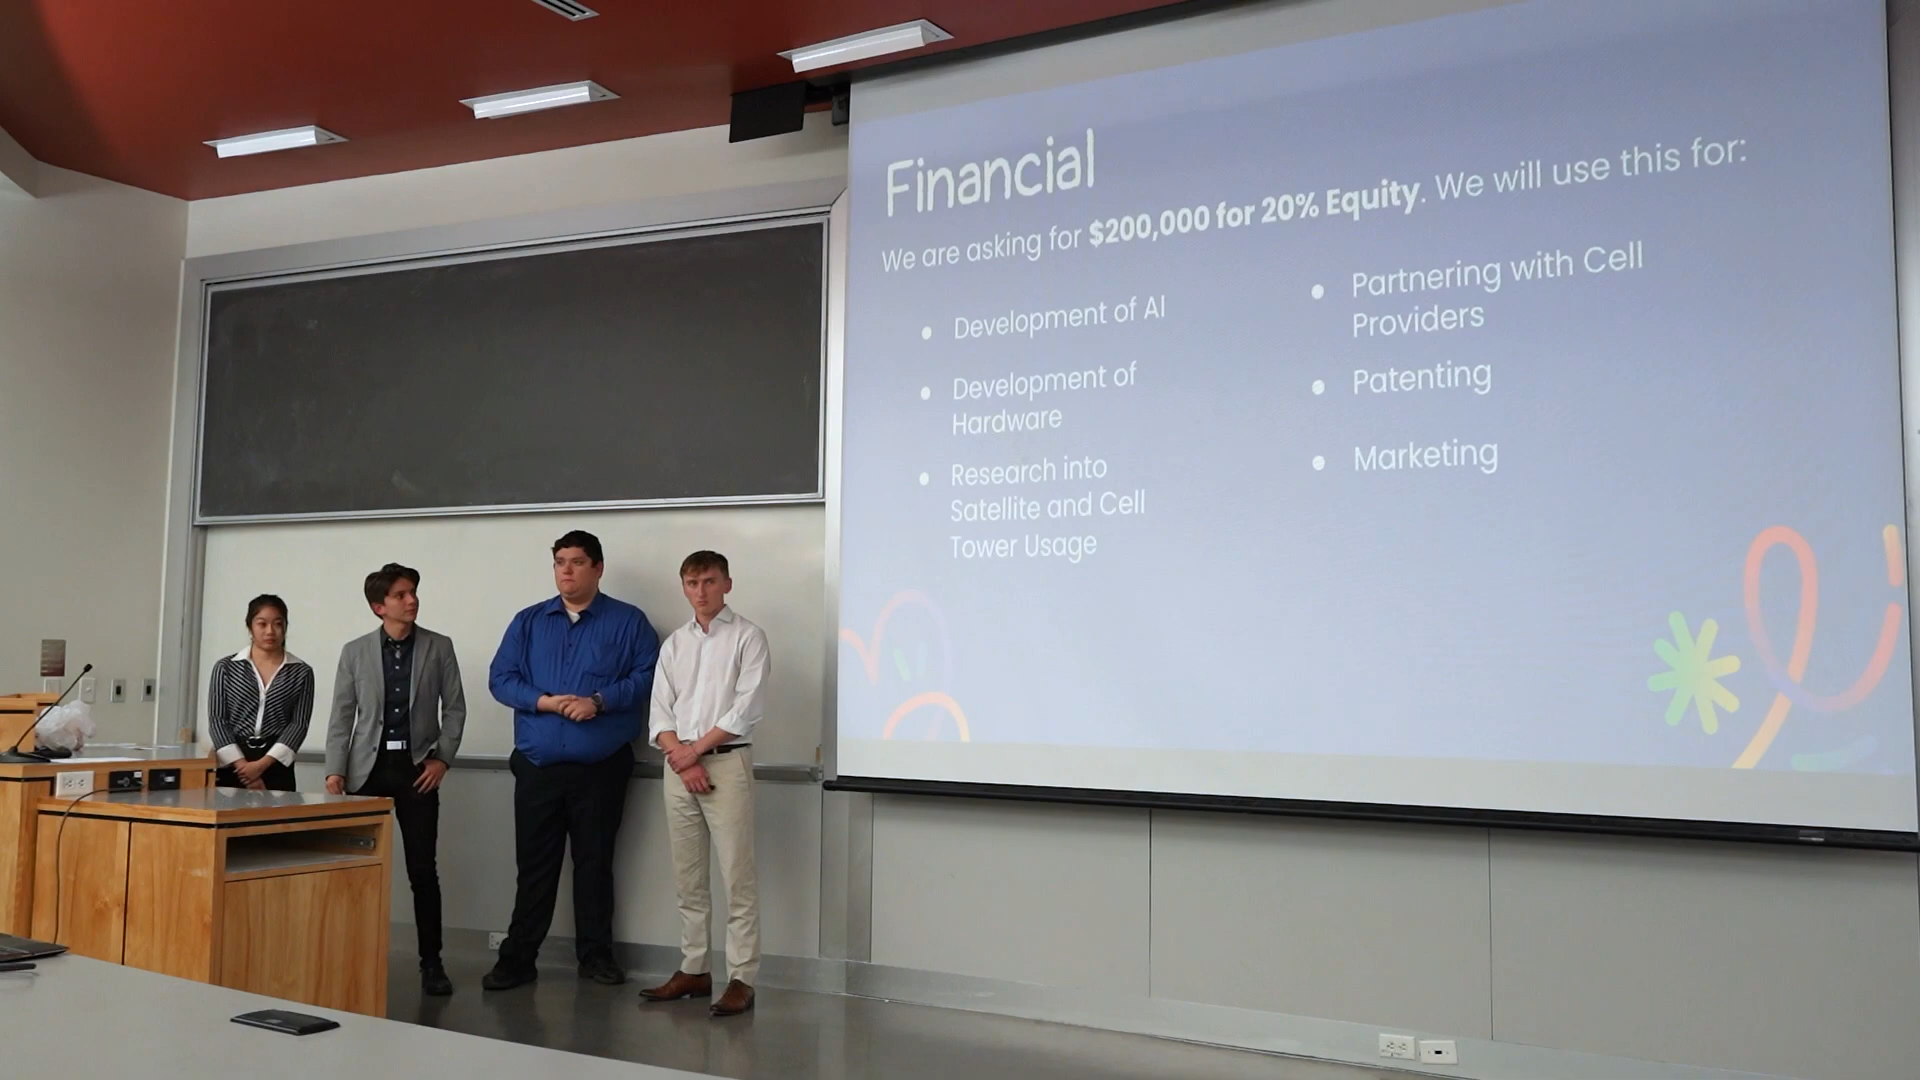 Financial
We are asking for $200,000 for 20% Equity. We will use this for:
● Development of AI
● Development of
Hardware
● Research into
Satellite and Cell
Tower Usage
● Partnering with Cell
Providers
● Patenting
● Marketing